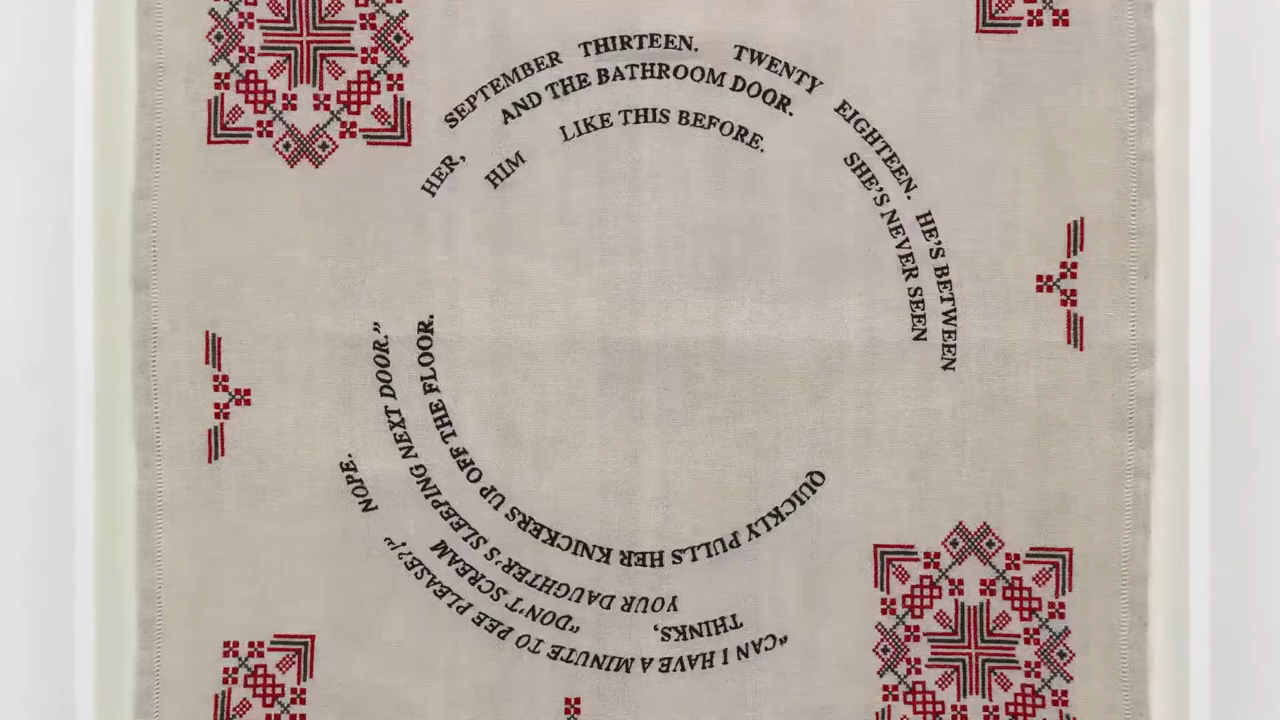 SEPTEMBER THIRTEEN. TWENTY EIGHTEEN. HE'S BETWEEN
HER, AND THE BATHROOM DOOR. SHE'S NEVER SEEN
HIM LIKE THIS BEFORE.
QUICKLY PULLS HER KNICKERS UP OFF THE FLOOR.
"CAN I HAVE A MINUTE TO PEE PLEASE?" NOPE.
THINKS, "DON'T SCREAM
YOUR DAUGHTER'S SLEEPING NEXT DOOR."